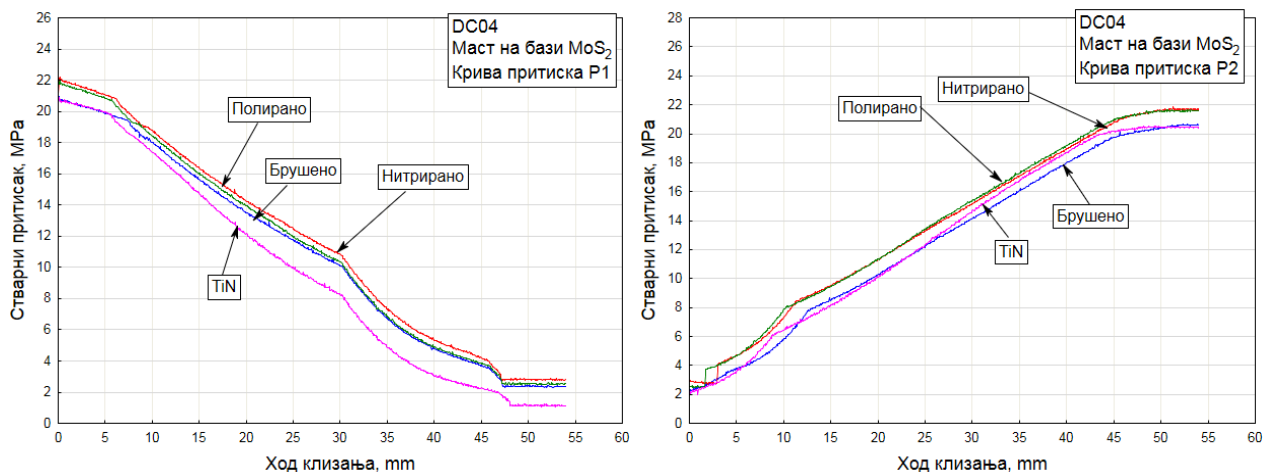 DC04
Маст на бази MoS2
Крива притиска P1
Стварни притисак, MPa
26
24
22
20
18
16
14
12
10
8
6
4
2
0
Полирано
Брушено
Нитрирано
TiN
0 5 10 15 20 25 30 35 40 45 50 55 60
Ход клизања, mm
DC04
Маст на бази MoS2
Крива притиска P2
Стварни притисак, MPa
28
26
24
22
20
18
16
14
12
10
8
6
4
2
0
Нитрирано
Полирано
Брушено
TiN
0 5 10 15 20 25 30 35 40 45 50 55 60
Ход клизања, mm